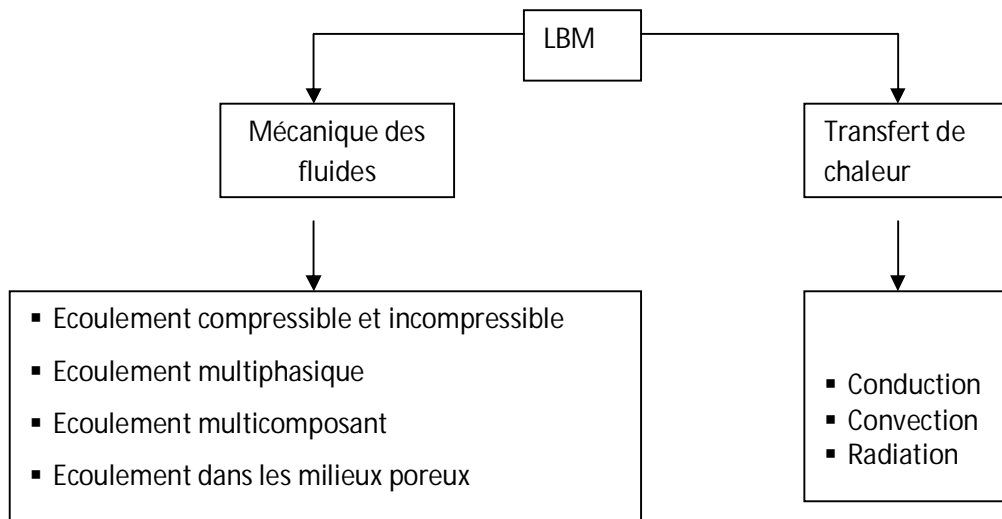 LBM
Mécanique des
fluides
Transfert de
chaleur
▪ Ecoulement compressible et incompressible
▪ Ecoulement multiphasique
▪ Ecoulement multicomposant
▪ Ecoulement dans les milieux poreux
▪ Conduction
▪ Convection
▪ Radiation